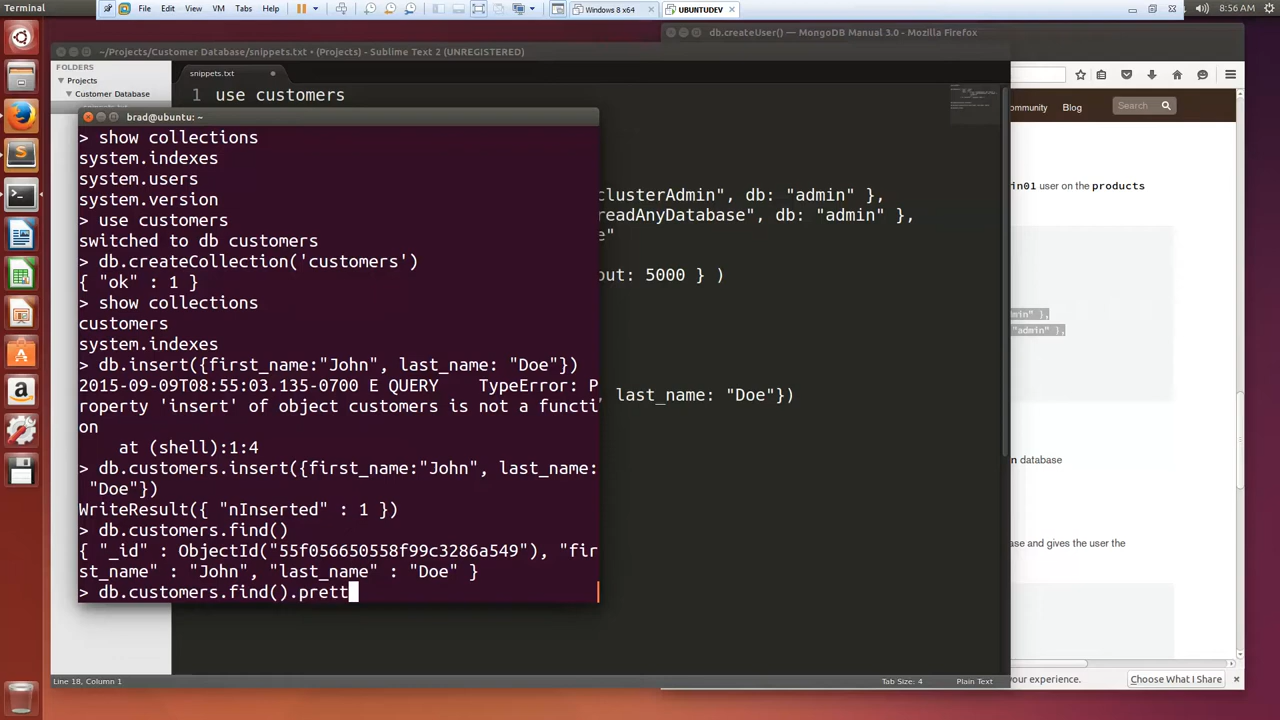 Terminal
File Edit View VM Tabs Help
Windows 8 x64
UBUNTUDEV
8:56 AM
db.createUser() — MongoDB Manual 3.0 - Mozilla Firefox
~/Projects/Customer Database/snippets.txt • (Projects) - Sublime Text 2 (UNREGISTERED)
FOLDERS
Projects
Customer Database
snippets.txt
1 use customers
clusterAdmin", db: "admin" },
readAnyDatabase", db: "admin" },
e"
out: 5000 } )
, last_name: "Doe"})
brad@ubuntu: ~
> show collections
system.indexes
system.users
system.version
> use customers
switched to db customers
> db.createCollection('customers')
{ "ok" : 1 }
> show collections
customers
system.indexes
> db.insert({first_name:"John", last_name: "Doe"})
2015-09-09T08:55:03.135-0700 E QUERY    TypeError: P
roperty 'insert' of object customers is not a functi
on
    at (shell):1:4
> db.customers.insert({first_name:"John", last_name:
 "Doe"})
WriteResult({ "nInserted" : 1 })
> db.customers.find()
{ "_id" : ObjectId("55f056650558f99c3286a549"), "fir
st_name" : "John", "last_name" : "Doe" }
> db.customers.find().prett
ommunity Blog
Search
in01 user on the products
dmin" },
"admin" },
n database
ase and gives the user the
your experience.
Choose What I Share
Line 18, Column 1
Tab Size: 4
Plain Text